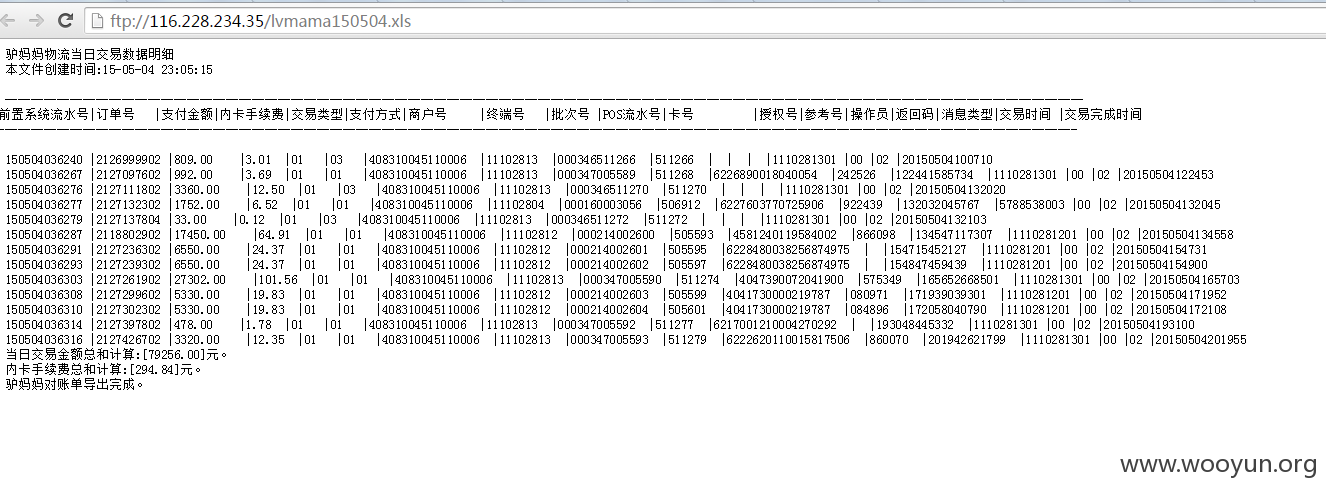 ftp://116.228.234.35/lvmama150504.xls
驴妈妈物流当日交易数据明细
本文件创建时间:15-05-04 23:05:15
前置系统流水号|订单号 |支付金额|内卡手续费|交易类型|支付方式|商户号 |终端号 |批次号 |POS流水号|卡号 |授权号|参考号|操作员|返回码|消息类型|交易时间 |交易完成时间
150504036240 |2126999902 |809.00 |3.01 |01 |03 |408310045110006 |11102813 |000346511266 |511266 | | | |1110281301 |00 |02 |20150504100710
150504036267 |2127097602 |992.00 |3.69 |01 |01 |408310045110006 |11102813 |000347005589 |511268 |6226890018040054 |242526 |122441585734 |1110281301 |00 |02 |20150504122453
150504036276 |2127111802 |3360.00 |12.50 |01 |03 |408310045110006 |11102813 |000346511270 |511270 | | | |1110281301 |00 |02 |20150504132020
150504036277 |2127132302 |1752.00 |6.52 |01 |01 |408310045110006 |11102804 |000160003056 |506912 |6227603770725906 |922439 |132032045767 |5788538003 |00 |02 |20150504132045
150504036279 |2127137804 |33.00 |0.12 |01 |03 |408310045110006 |11102813 |000346511272 |511272 | | | |1110281301 |00 |02 |20150504132103
150504036287 |2118802902 |17450.00 |64.91 |01 |01 |408310045110006 |11102812 |000214002600 |505593 |4581240119584002 |866098 |134547117307 |1110281201 |00 |02 |20150504134558
150504036291 |2127236302 |6550.00 |24.37 |01 |01 |408310045110006 |11102812 |000214002601 |505595 |6228480038256874975 | |154715452127 |1110281201 |00 |02 |20150504154731
150504036293 |2127239302 |6550.00 |24.37 |01 |01 |408310045110006 |11102812 |000214002602 |505597 |6228480038256874975 | |154847459439 |1110281201 |00 |02 |20150504154900
150504036303 |2127261902 |27302.00 |101.56 |01 |01 |408310045110006 |11102813 |000347005590 |511274 |4047390072041900 |575349 |165652668501 |1110281301 |00 |02 |20150504165703
150504036308 |2127299602 |5330.00 |19.83 |01 |01 |408310045110006 |11102812 |000214002603 |505599 |4041730000219787 |080971 |171939039301 |1110281201 |00 |02 |20150504171952
150504036310 |2127302302 |5330.00 |19.83 |01 |01 |408310045110006 |11102812 |000214002604 |505601 |4041730000219787 |084896 |172058040790 |1110281201 |00 |02 |20150504172108
150504036314 |2127397802 |478.00 |1.78 |01 |01 |408310045110006 |11102813 |000347005592 |511277 |6217001210004270292 | |193048445332 |1110281301 |00 |02 |20150504193100
150504036316 |2127426702 |3320.00 |12.35 |01 |01 |408310045110006 |11102813 |000347005593 |511279 |6222620110015817506 |860070 |201942621799 |1110281301 |00 |02 |20150504201955
当日交易金额总和计算:[79256.00]元。
内卡手续费总和计算:[294.84]元。
驴妈妈对账单导出完成。
www.wooyun.org